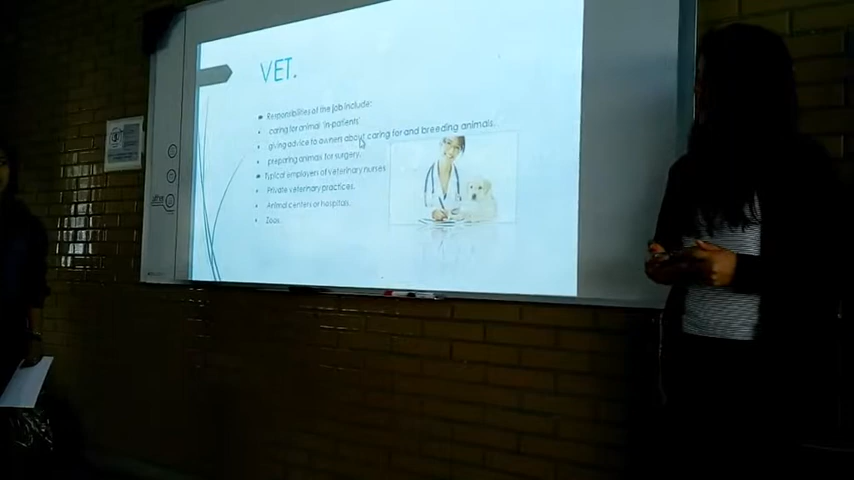 VET.
Responsibilities of the job include:
caring for animal 'in-patients'
giving advice to owners about caring for and breeding animals.
preparing animals for surgery.
Typical employers of veterinary nurses
Private veterinary practices.
Animal centers or hospitals.
Zoos.